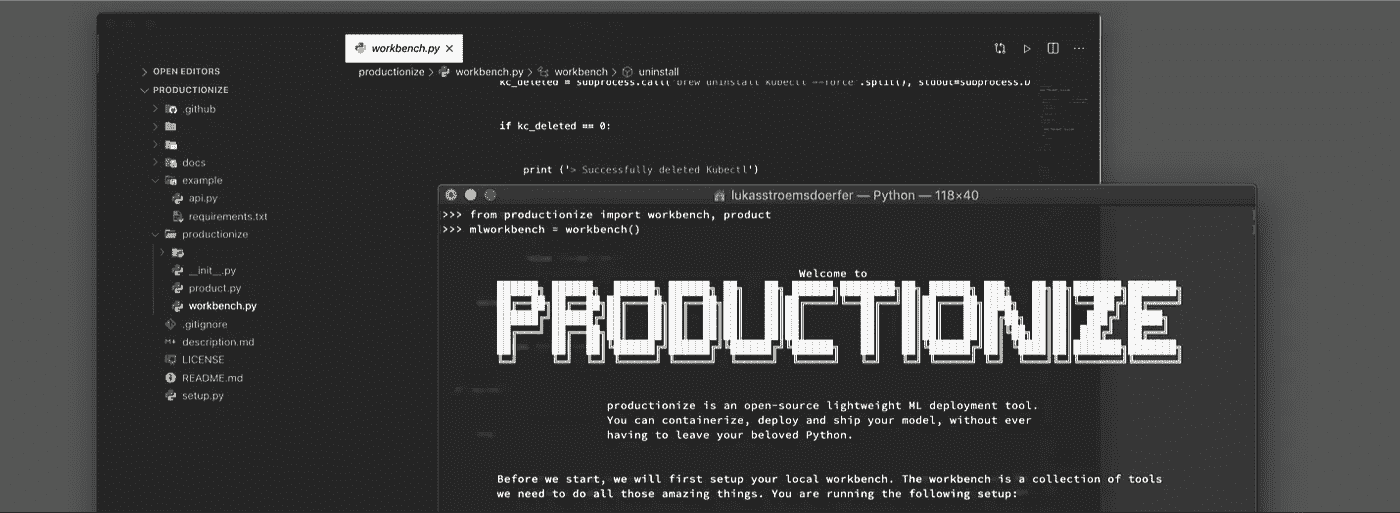 workbench.py ×
OPEN EDITORS
productionize > workbench.py > workbench > uninstall
PRODUCTIONIZE
kc_deleted = subprocess.call('brew uninstall kubectl --force'.split(), stdout=subprocess.D
.github
if kc_deleted == 0:
docs
print ('> Successfully deleted Kubectl')
example
api.py
requirements.txt
productionize
__init__.py
product.py
workbench.py
.gitignore
description.md
LICENSE
README.md
setup.py
lukasstroemsdoerfer — Python — 118×40
>>> from productionize import workbench, product
>>> mlworkbench = workbench()
Welcome to
PRODUCTIONIZE
productionize is an open-source lightweight ML deployment tool.
You can containerize, deploy and ship your model, without ever
having to leave your beloved Python.
Before we start, we will first setup your local workbench. The workbench is a collection of tools
we need to do all those amazing things. You are running the following setup: